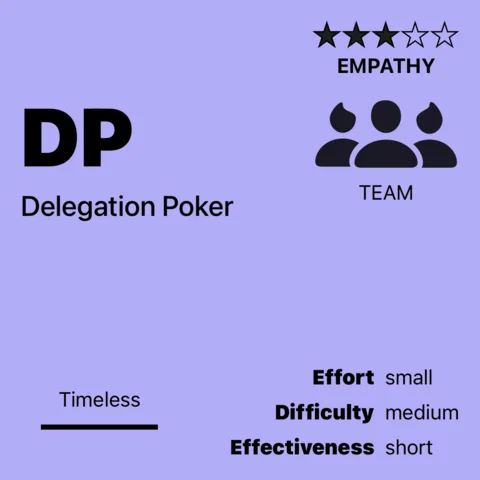 EMPATHY
DP
Delegation Poker
TEAM
Timeless
Effort small
Difficulty medium
Effectiveness short